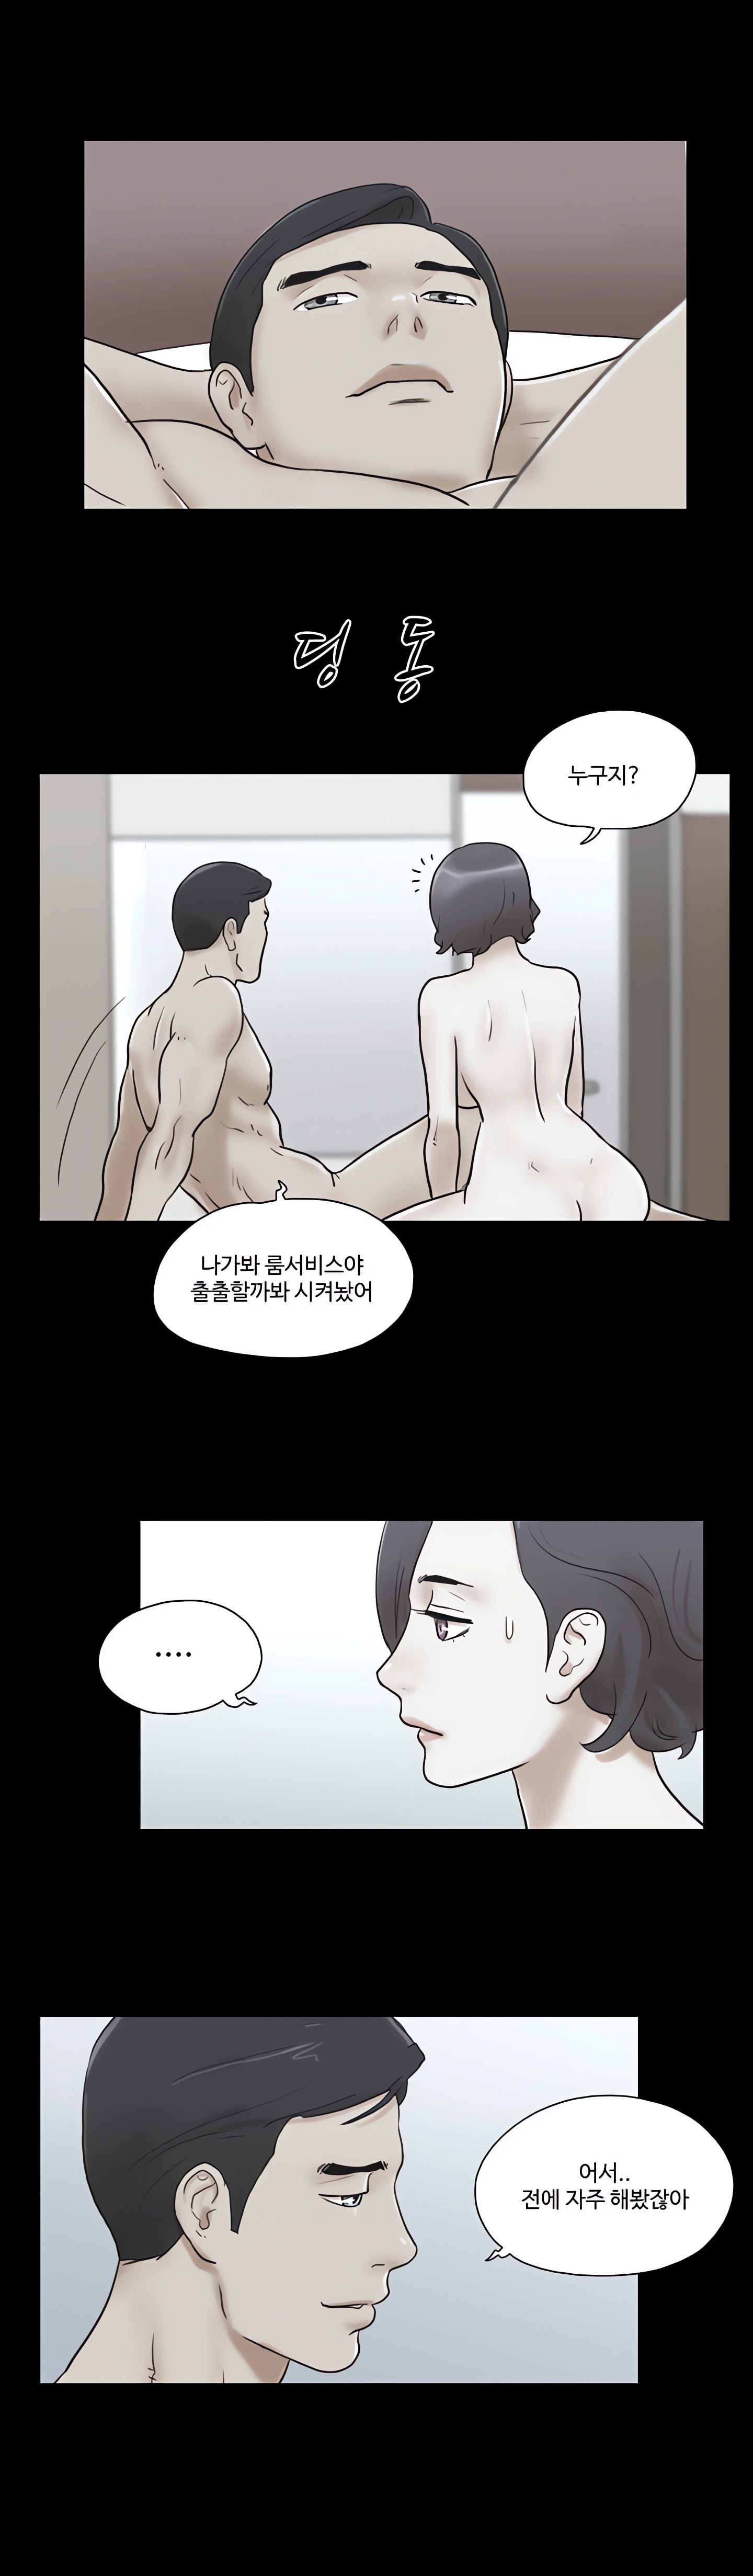 딩 동
누구지?
나가봐 룸서비스야
출출할까봐 시켜놨어
....
어서..
전에 자주 해봤잖아